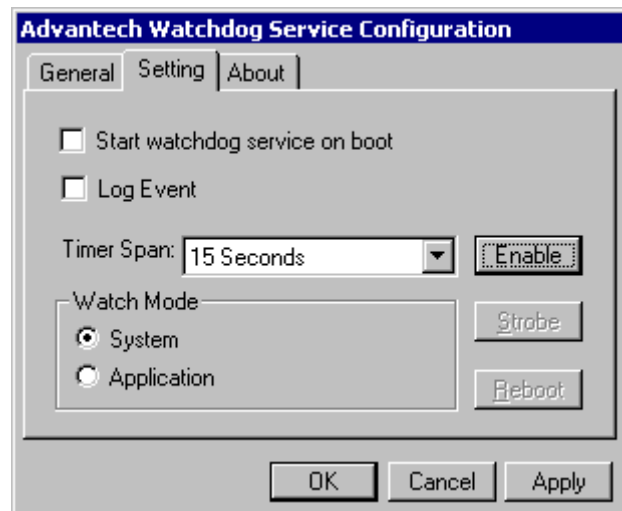 Advantech Watchdog Service Configuration
General Setting About
Start watchdog service on boot
Log Event
Timer Span: 15 Seconds Enable
Watch Mode
Strobe
System
Application
Reboot
OK Cancel Apply